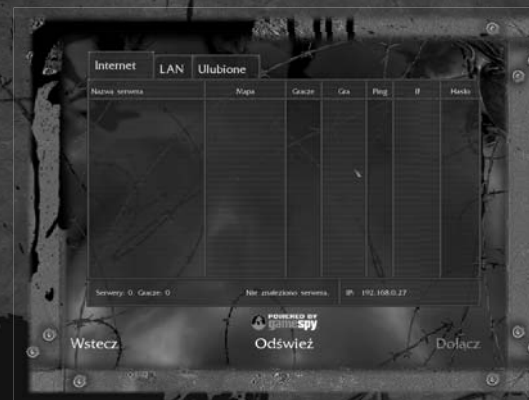 Internet LAN Ulubione
Nazwa serwera Mapa Gracze Gra Ping IP Hasło
Serwery: 0, Gracze: 0 Nie znaleziono serwera. IP: 192.168.0.27
POWERED BY
gamespy
Wstecz Odśwież Dołącz